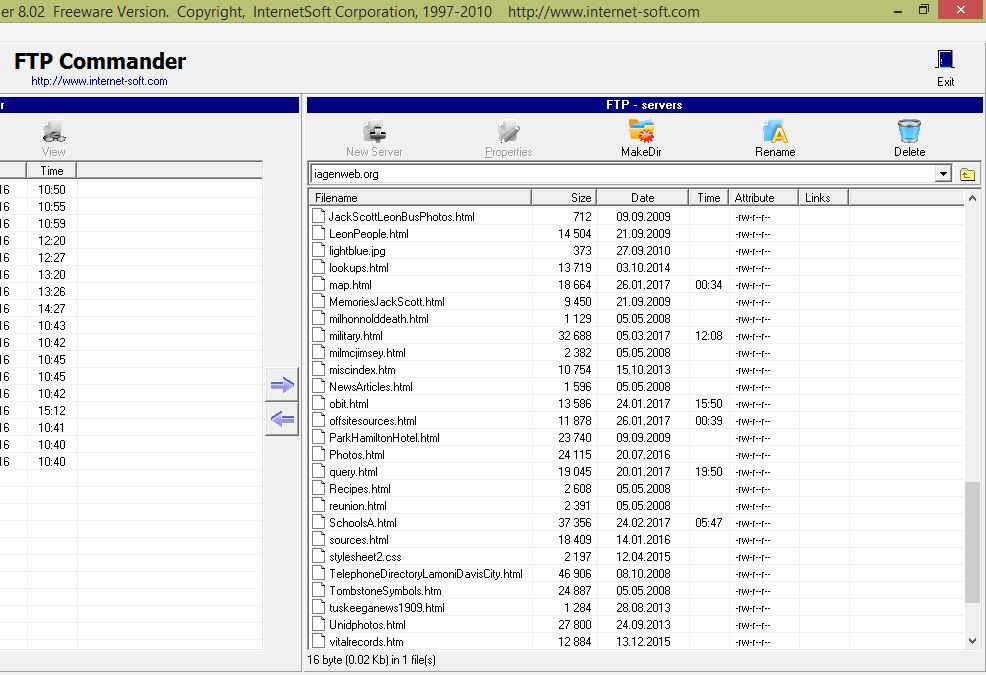 er 8.02 Freeware Version. Copyright, InternetSoft Corporation, 1997-2010 http://www.internet-soft.com
FTP Commander
http://www.internet-soft.com
Exit
r
View
Time
16 10:50
16 10:55
16 10:59
16 12:20
16 12:27
16 13:20
16 13:26
16 14:27
16 10:43
16 10:42
16 10:45
16 10:45
16 10:42
16 15:12
16 10:41
16 10:40
16 10:40
FTP - servers
New Server Properties MakeDir Rename Delete
iagenweb.org
Filename Size Date Time Attribute Links
JackScottLeonBusPhotos.html 712 09.09.2009 -rw-r--r--
LeonPeople.html 14 504 21.09.2009 -rw-r--r--
lightblue.jpg 373 27.09.2010 -rw-r--r--
lookups.html 13 719 03.10.2014 -rw-r--r--
map.html 18 664 26.01.2017 00:34 -rw-r--r--
MemoriesJackScott.html 9 450 21.09.2009 -rw-r--r--
milhonnolddeath.html 1 129 05.05.2008 -rw-r--r--
military.html 32 688 05.03.2017 12:08 -rw-r--r--
milmcjimsey.html 2 382 05.05.2008 -rw-r--r--
miscindex.htm 10 754 15.10.2013 -rw-r--r--
NewsArticles.html 1 596 05.05.2008 -rw-r--r--
obit.html 13 586 24.01.2017 15:50 -rw-r--r--
offsitesources.html 11 878 26.01.2017 00:39 -rw-r--r--
ParkHamiltonHotel.html 23 740 09.09.2009 -rw-r--r--
Photos.html 24 115 20.07.2016 -rw-r--r--
query.html 19 045 20.01.2017 19:50 -rw-r--r--
Recipes.html 2 608 05.05.2008 -rw-r--r--
reunion.html 2 391 05.05.2008 -rw-r--r--
SchoolsA.html 37 356 24.02.2017 05:47 -rw-r--r--
sources.html 18 409 14.01.2016 -rw-r--r--
stylesheet2.css 2 197 12.04.2015 -rw-r--r--
TelephoneDirectoryLamoniDavisCity.html 46 906 08.10.2008 -rw-r--r--
TombstoneSymbols.htm 24 887 05.05.2008 -rw-r--r--
tuskeeganews1909.html 1 284 28.08.2013 -rw-r--r--
Unidphotos.html 27 800 24.09.2013 -rw-r--r--
vitalrecords.htm 12 884 13.12.2015 -rw-r--r--
16 byte (0.02 Kb) in 1 file(s)